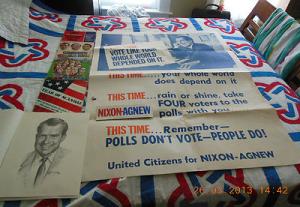 VOTE LIKE YOUR
WHOLE WORLD
DEPENDED ON IT.
THIS TIME... your whole world
does depend on it
THIS TIME... rain or shine, take
FOUR voters to the
polls with you
NIXON-AGNEW
THIS TIME... Remember—
POLLS DON'T VOTE—PEOPLE DO!
United Citizens for NIXON-AGNEW
26 03 2013 14:42